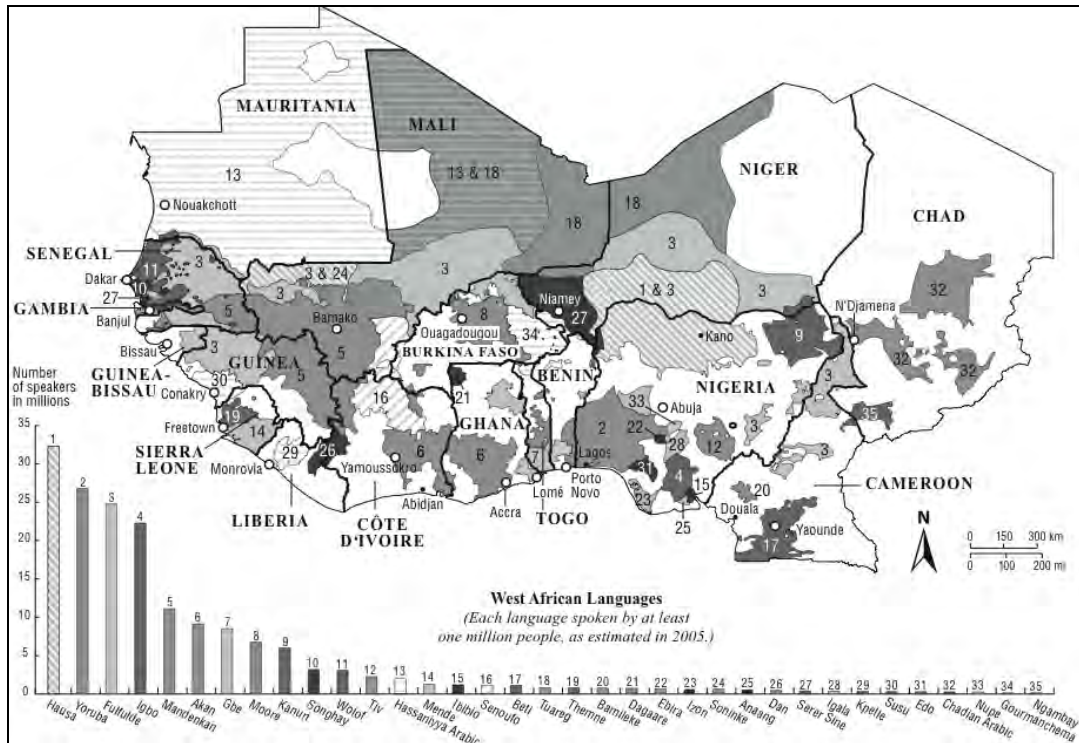 MAURITANIA
MALI
NIGER
CHAD
13
13 & 18
18
18
Nouakchott
SENEGAL
3
3
Dakar
11
10
3
3 & 24
3
3
1 & 3
3
32
27
GAMBIA
Banjul
5
Bamako
5
8
Ouagadougou
Niamey
27
Kano
9
N'Djamena
32
32
Bissau
3
GUINEA
5
BURKINA FASO
34
BENIN
NIGERIA
3
GUINEA-
BISSAU
30
Conakry
16
21
GHANA
33
Abuja
35
19
Freetown
14
SIERRA
LEONE
29
26
Yamoussokro
6
6
7
2
22
28
12
3
3
Lagos
Monrovia
31
4
15
CAMEROON
LIBERIA
CÔTE
D'IVOIRE
Abidjan
Accra
Lomé
TOGO
Porto
Novo
23
25
Douala
20
Yaounde
17
N
0 150 300 km
0 100 200 mi
Number
of speakers
in millions
35
30
25
20
15
10
5
0
West African Languages
(Each language spoken by at least
one million people, as estimated in 2005.)
1 2 3 4 5 6 7 8 9 10 11 12 13 14 15 16 17 18 19 20 21 22 23 24 25 26 27 28 29 30 31 32 33 34 35
Hausa
Yoruba
Fulfulde
Igbo
Mandenkan
Akan
Gbe
Moore
Kanuri
Songhay
Wolof
Tiv
Hassaniyya Arabic
Mende
Ibibio
Senoufo
Beti
Tuareg
Themne
Bamileke
Dagaare
Ebira
Izon
Soninke
Anaang
Dan
Serer Sine
Igala
Kpelle
Susu
Edo
Chadian Arabic
Nupe
Gourmanchema
Ngambay